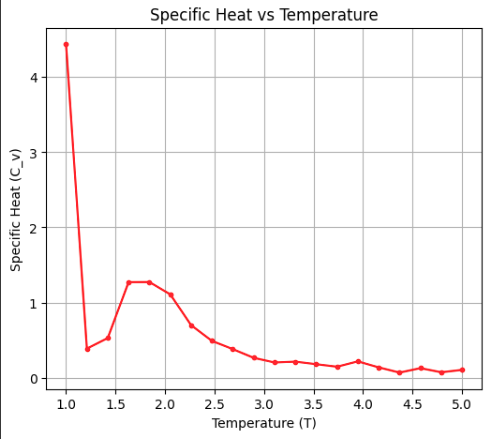 Specific Heat vs Temperature
4
3
2
1
0
Specific Heat (C_v)
1.0 1.5 2.0 2.5 3.0 3.5 4.0 4.5 5.0
Temperature (T)